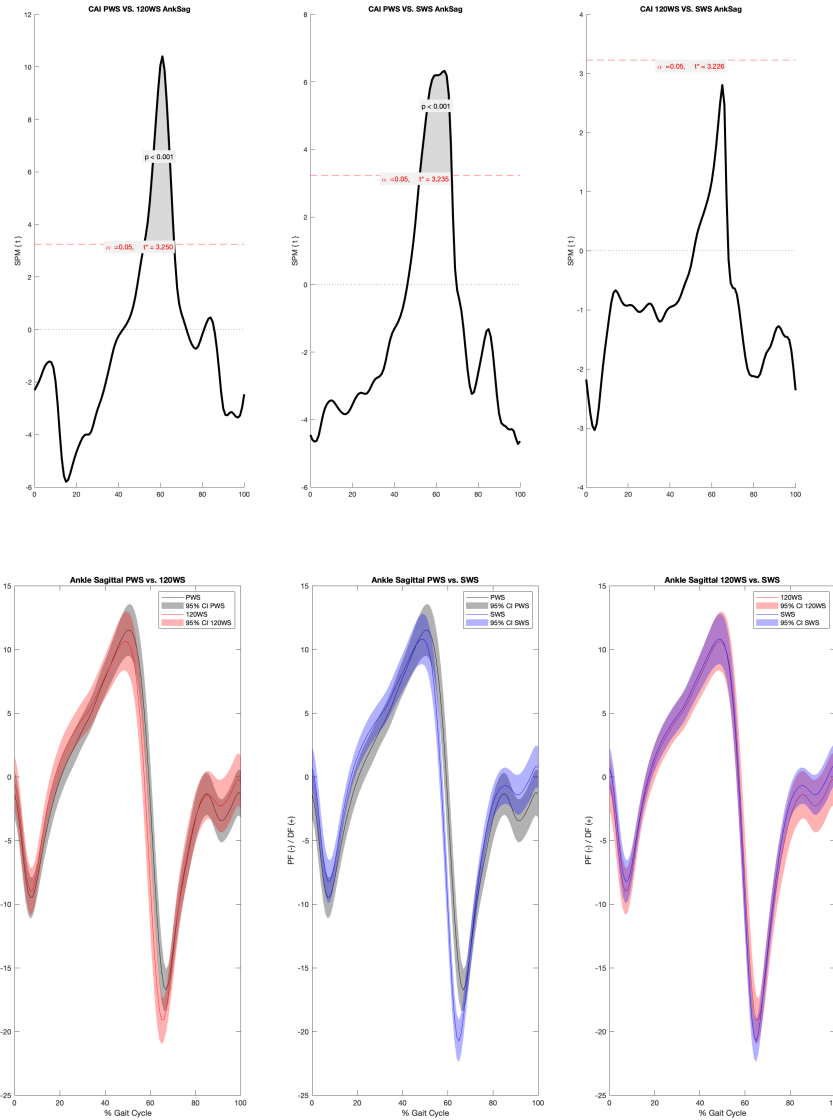 CAI PWS VS. 120WS AnkSag
12
10
8
6
4
2
0
-2
-4
-6
SPM { t }
p < 0.001
α =0.05, t* = 3.250
0 20 40 60 80 100
CAI PWS VS. SWS AnkSag
8
6
4
2
0
-2
-4
-6
SPM { t }
p < 0.001
α =0.05, t* = 3.235
0 20 40 60 80 100
CAI 120WS VS. SWS AnkSag
4
3
2
1
0
-1
-2
-3
-4
SPM { t }
α =0.05, t* = 3.226
0 20 40 60 80 100
Ankle Sagittal PWS vs. 120WS
15
10
5
0
-5
-10
-15
-20
-25
PWS
95% CI PWS
120WS
95% CI 120WS
0 20 40 60 80 100
% Gait Cycle
Ankle Sagittal PWS vs. SWS
15
10
5
0
-5
-10
-15
-20
-25
PF (-) / DF (+)
PWS
95% CI PWS
SWS
95% CI SWS
0 20 40 60 80 100
% Gait Cycle
Ankle Sagittal 120WS vs. SWS
15
10
5
0
-5
-10
-15
-20
-25
PF (-) / DF (+)
120WS
95% CI 120WS
SWS
95% CI SWS
0 20 40 60 80
% Gait Cycle